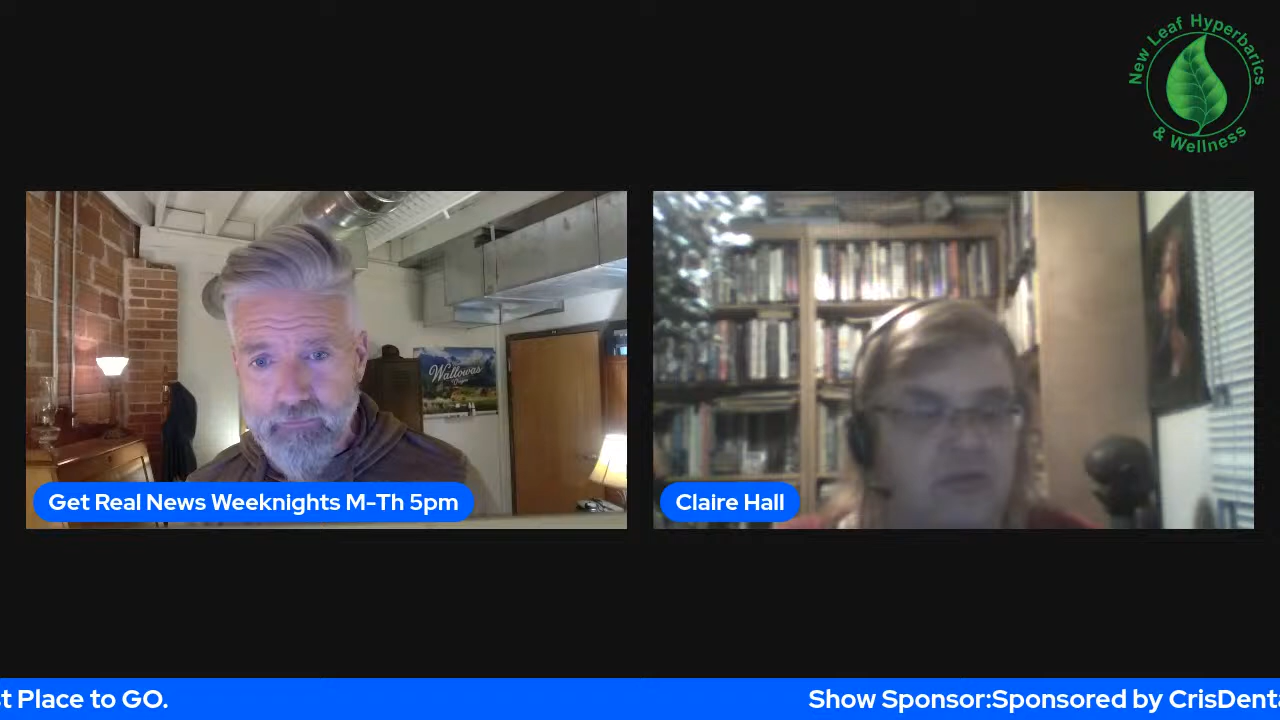 New Leaf Hyperbarics
& Wellness
Wallowas
Get Real News Weeknights M-Th 5pm
Claire Hall
t Place to GO.
Show Sponsor:Sponsored by CrisDent